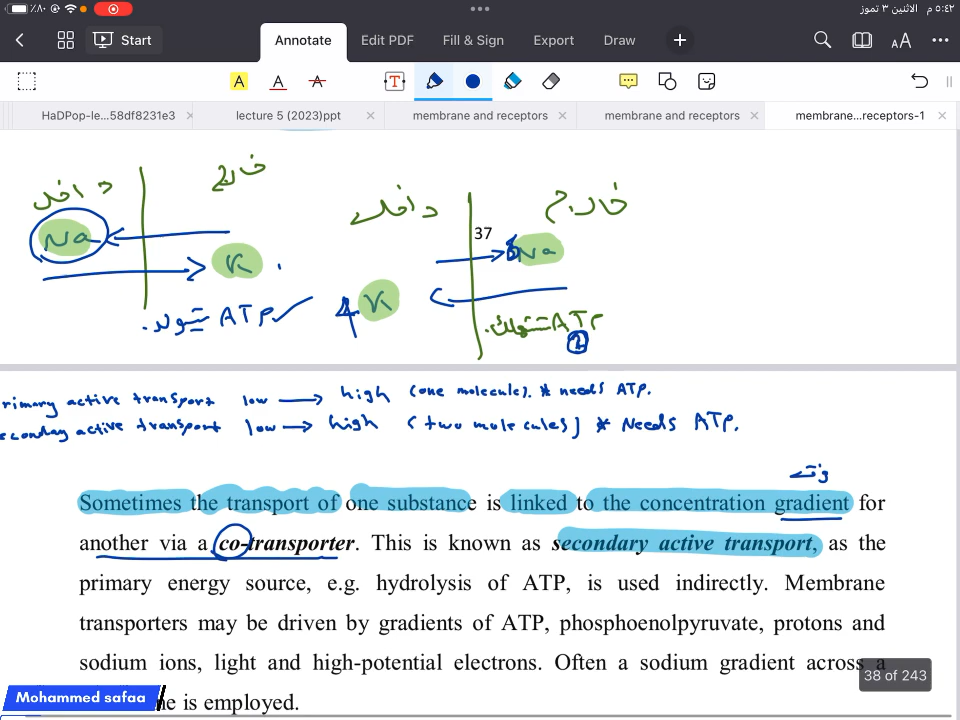 ٪٨٠ ٥:٤٢ م الاثنين ٣ تموز
Start Annotate Edit PDF Fill & Sign Export Draw
HaDPop-le...58df8231e3 lecture 5 (2023)ppt membrane and receptors membrane and receptors membrane...receptors-1
داخل خارج داخل خارج
Na 37 Na
K K
ATP ATP
2
Primary active transport low → high (one molecule). * needs ATP.
secondary active transport low → high (two molecules) * Needs ATP.
Sometimes the transport of one substance is linked to the concentration gradient for
another via a co-transporter. This is known as secondary active transport, as the
primary energy source, e.g. hydrolysis of ATP, is used indirectly. Membrane
transporters may be driven by gradients of ATP, phosphoenolpyruvate, protons and
sodium ions, light and high-potential electrons. Often a sodium gradient across a
is employed.
38 of 243
Mohammed safaa